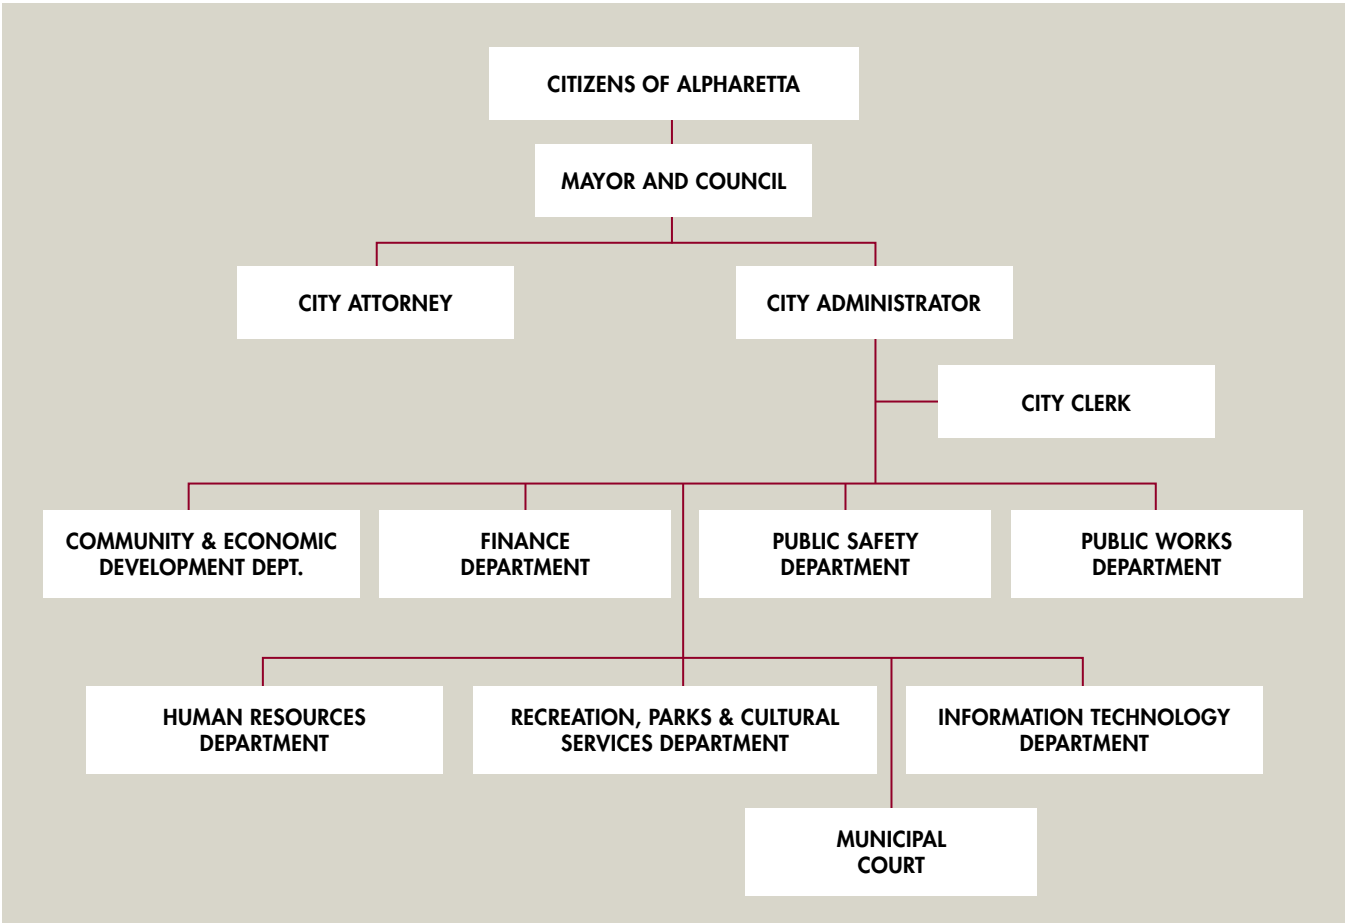 CITIZENS OF ALPHARETTA
MAYOR AND COUNCIL
CITY ATTORNEY
CITY ADMINISTRATOR
CITY CLERK
COMMUNITY & ECONOMIC
DEVELOPMENT DEPT.
FINANCE
DEPARTMENT
PUBLIC SAFETY
DEPARTMENT
PUBLIC WORKS
DEPARTMENT
HUMAN RESOURCES
DEPARTMENT
RECREATION, PARKS & CULTURAL
SERVICES DEPARTMENT
INFORMATION TECHNOLOGY
DEPARTMENT
MUNICIPAL
COURT